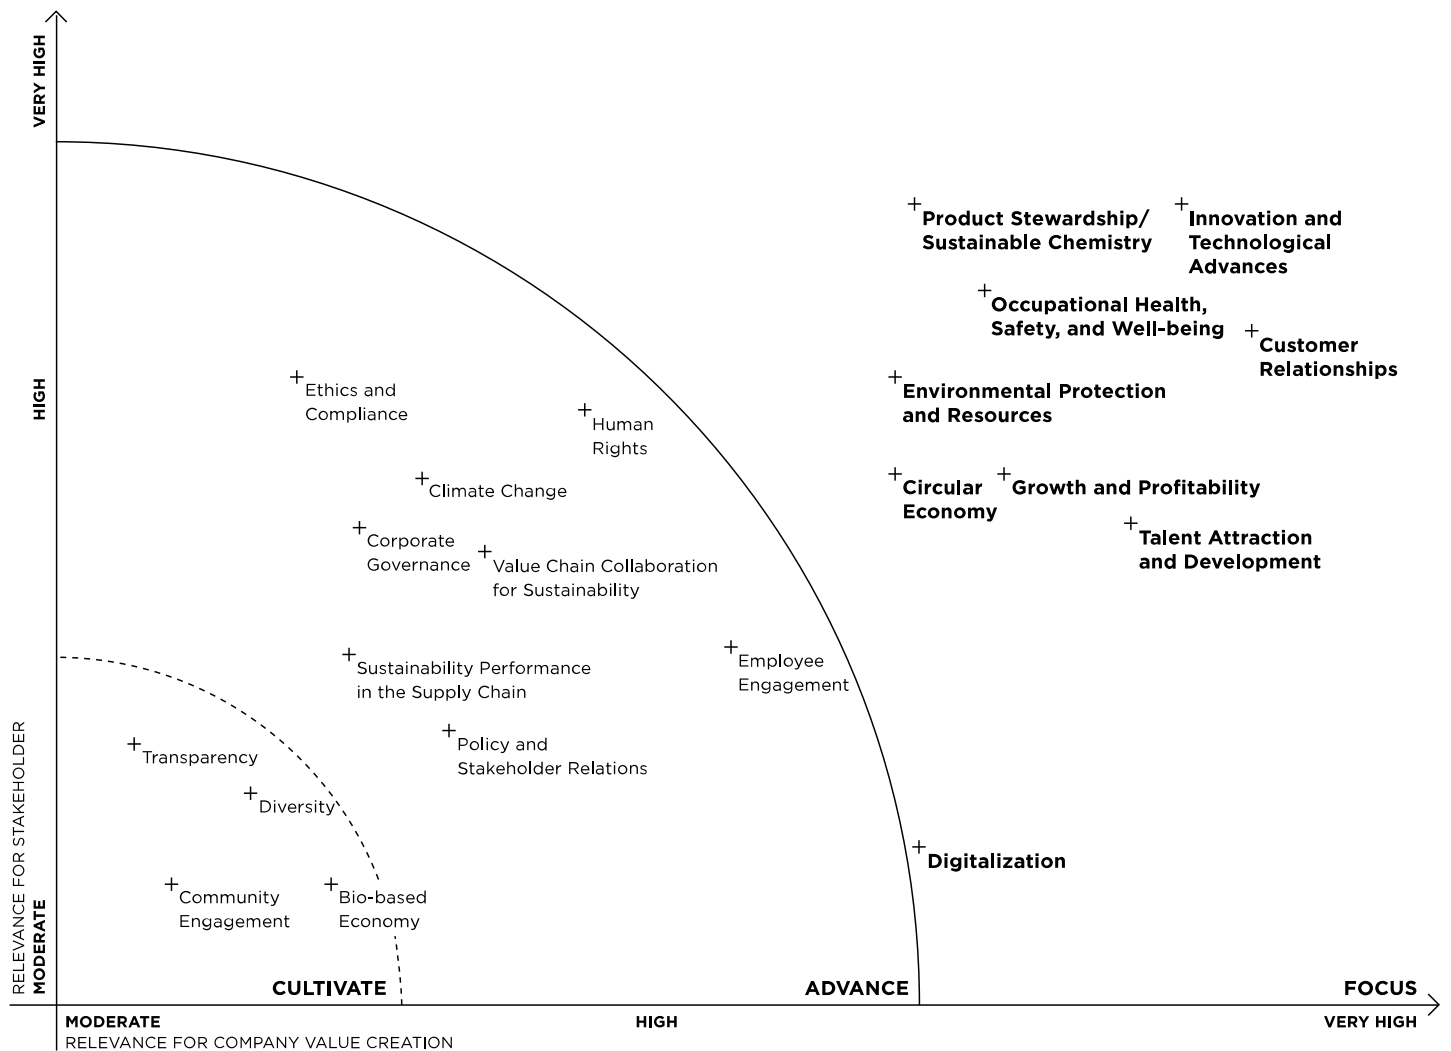 VERY HIGH
HIGH
MODERATE
RELEVANCE FOR STAKEHOLDER
Product Stewardship/
Sustainable Chemistry
Innovation and
Technological
Advances
Occupational Health,
Safety, and Well-being
Customer
Relationships
Environmental Protection
and Resources
Ethics and
Compliance
Human
Rights
Climate Change
Circular
Economy
Growth and Profitability
Talent Attraction
and Development
Corporate
Governance
Value Chain Collaboration
for Sustainability
Sustainability Performance
in the Supply Chain
Employee
Engagement
Policy and
Stakeholder Relations
Transparency
Diversity
Digitalization
Community
Engagement
Bio-based
Economy
CULTIVATE
ADVANCE
FOCUS
MODERATE
HIGH
VERY HIGH
RELEVANCE FOR COMPANY VALUE CREATION